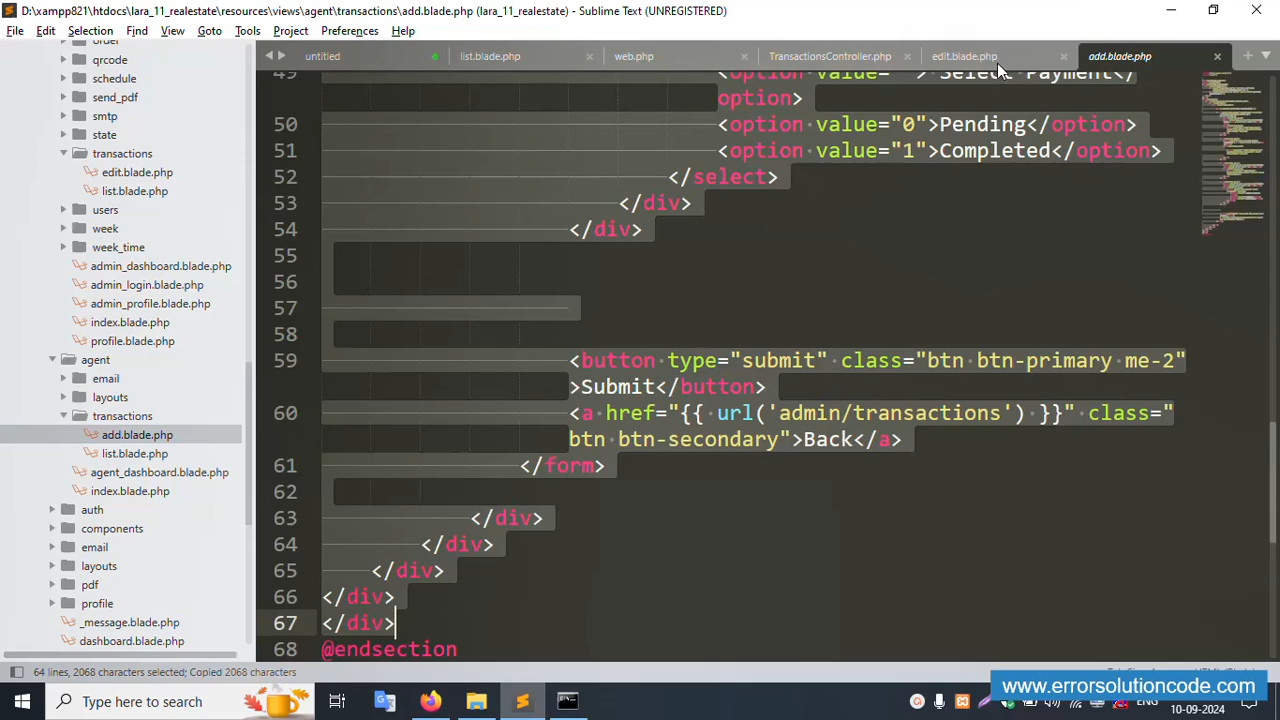 D:\xampp821\htdocs\lara_11_realestate\resources\views\agent\transactions\add.blade.php (lara_11_realestate) - Sublime Text (UNREGISTERED)
File Edit Selection Find View Goto Tools Project Preferences Help
order
qrcode
schedule
send_pdf
smtp
state
transactions
edit.blade.php
list.blade.php
users
week
week_time
admin_dashboard.blade.php
admin_login.blade.php
admin_profile.blade.php
index.blade.php
profile.blade.php
agent
email
layouts
transactions
add.blade.php
list.blade.php
agent_dashboard.blade.php
index.blade.php
auth
components
email
layouts
pdf
profile
_message.blade.php
dashboard.blade.php
untitled list.blade.php web.php TransactionsController.php edit.blade.php add.blade.php
49 <option value="">Select Payment</
option>
50 <option value="0">Pending</option>
51 <option value="1">Completed</option>
52 </select>
53 </div>
54 </div>
55
56
57
58
59 <button type="submit" class="btn btn-primary me-2"
>Submit</button>
60 <a href="{{ url('admin/transactions') }}" class="
btn btn-secondary">Back</a>
61 </form>
62
63 </div>
64 </div>
65 </div>
66 </div>
67 </div>
68 @endsection
64 lines, 2068 characters selected; Copied 2068 characters
www.errorsolutioncode.com
Type here to search
ENG
10-09-2024